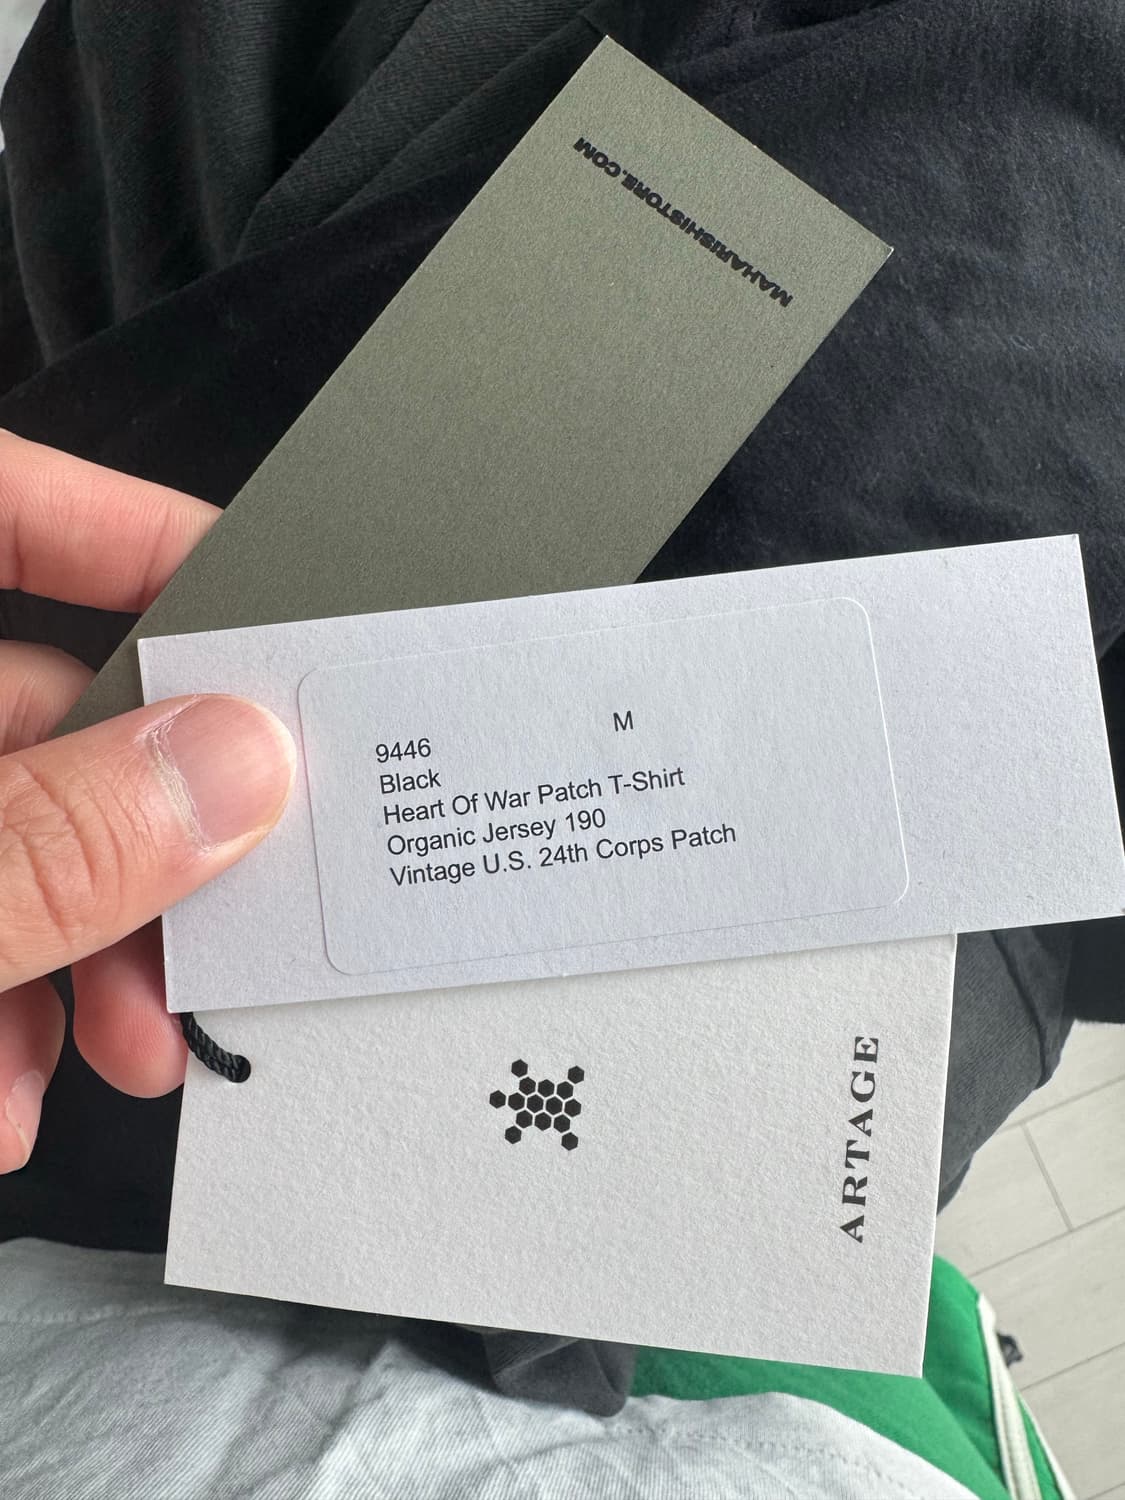 MAHARISHISTORE.COM
M
9446
Black
Heart Of War Patch T-Shirt
Organic Jersey 190
Vintage U.S. 24th Corps Patch
ARTAGE